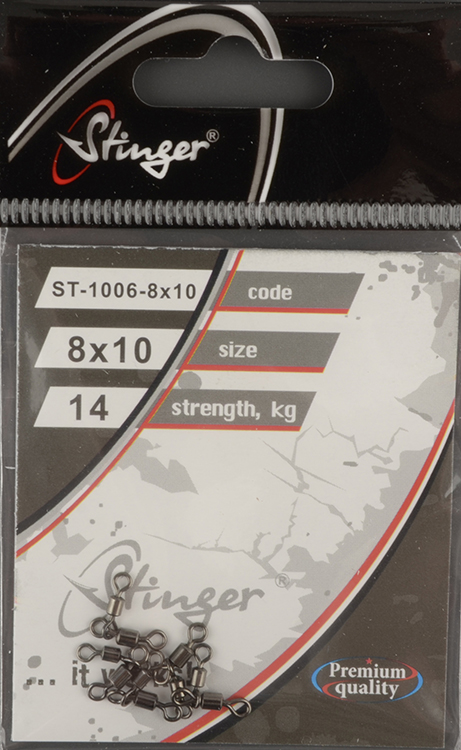 Stinger®
ST-1006-8x10 code
8x10 size
14 strength, kg
Stinger®
... it
Premium
quality